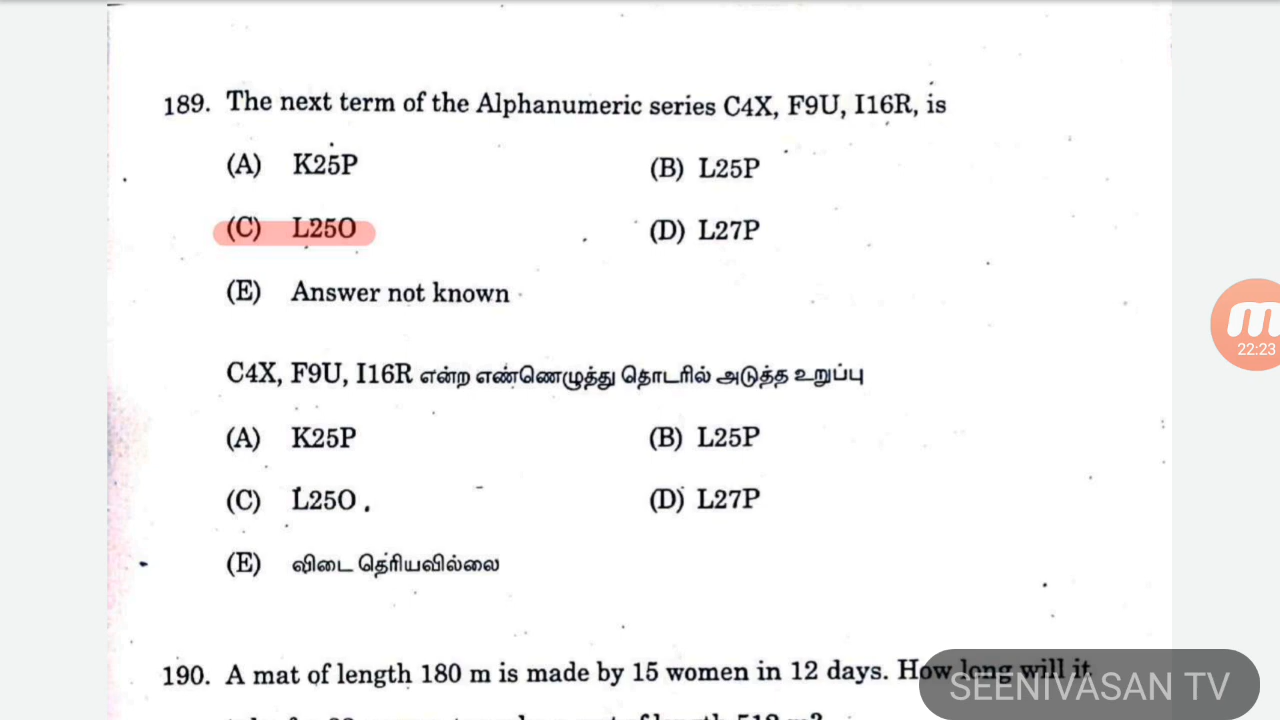 189. The next term of the Alphanumeric series C4X, F9U, I16R, is
(A) K25P (B) L25P
(C) L25O (D) L27P
(E) Answer not known
C4X, F9U, I16R என்ற எண்ணெழுத்து தொடரில் அடுத்த உறுப்பு
(A) K25P (B) L25P
(C) L25O . (D) L27P
(E) விடை தெரியவில்லை
22:23
190. A mat of length 180 m is made by 15 women in 12 days. How long will it
SEENIVASAN TV